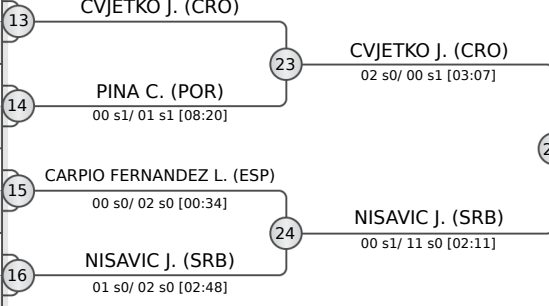 CVJETKO J. (CRO)
13
23
CVJETKO J. (CRO)
02 s0/ 00 s1 [03:07]
PINA C. (POR)
14
00 s1/ 01 s1 [08:20]
CARPIO FERNANDEZ L. (ESP)
15
00 s0/ 02 s0 [00:34]
24
NISAVIC J. (SRB)
00 s1/ 11 s0 [02:11]
NISAVIC J. (SRB)
16
01 s0/ 02 s0 [02:48]